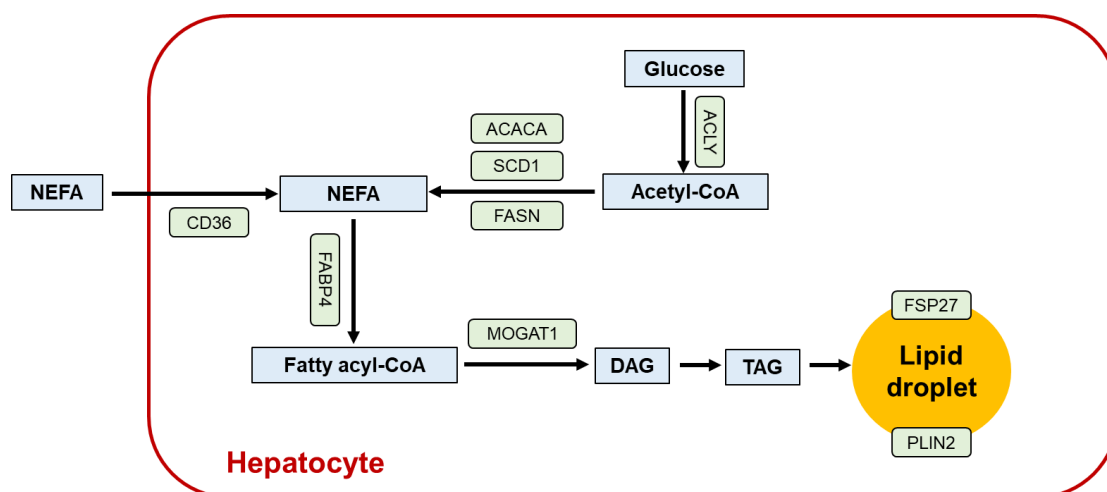 Glucose
ACLY
ACACA
SCD1
Acetyl-CoA
NEFA
NEFA
FASN
CD36
FABP4
FSP27
MOGAT1
Fatty acyl-CoA
DAG
TAG
Lipid
droplet
PLIN2
Hepatocyte